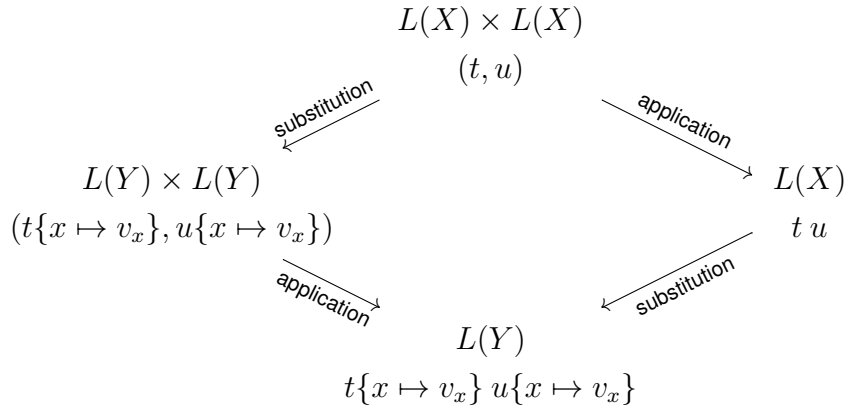 L(X) × L(X)
(t, u)
substitution
application
L(Y) × L(Y)
(t{x ↦ v_x}, u{x ↦ v_x})
L(X)
t u
application
substitution
L(Y)
t{x ↦ v_x} u{x ↦ v_x}